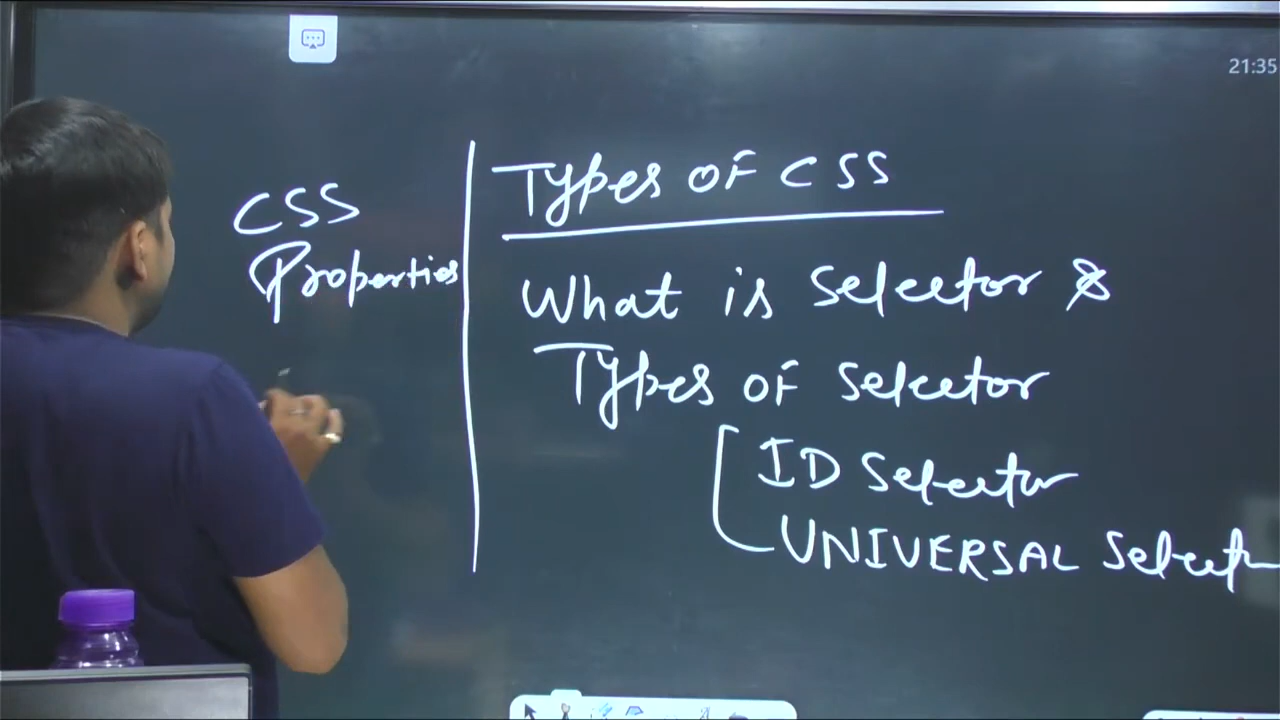 21:35
CSS
Properties
Types OF CSS
What is Selector &
Types OF Selector
ID Selector
UNIVERSAL Selector